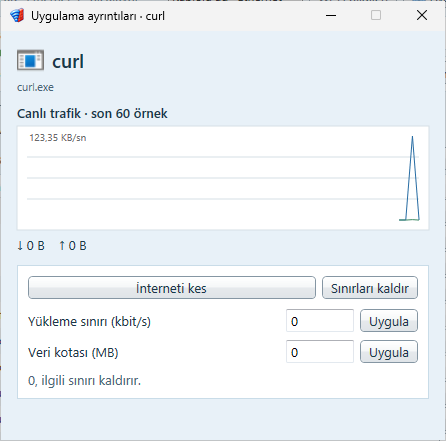 Uygulama ayrıntıları · curl
curl
curl.exe
Canlı trafik · son 60 örnek
123,35 KB/sn
↓ 0 B ↑ 0 B
İnterneti kes
Sınırları kaldır
Yükleme sınırı (kbit/s) 0 Uygula
Veri kotası (MB) 0 Uygula
0, ilgili sınırı kaldırır.